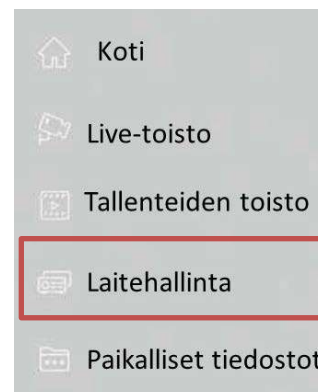 Koti
Live-toisto
Tallenteiden toisto
Laitehallinta
Paikalliset tiedostot